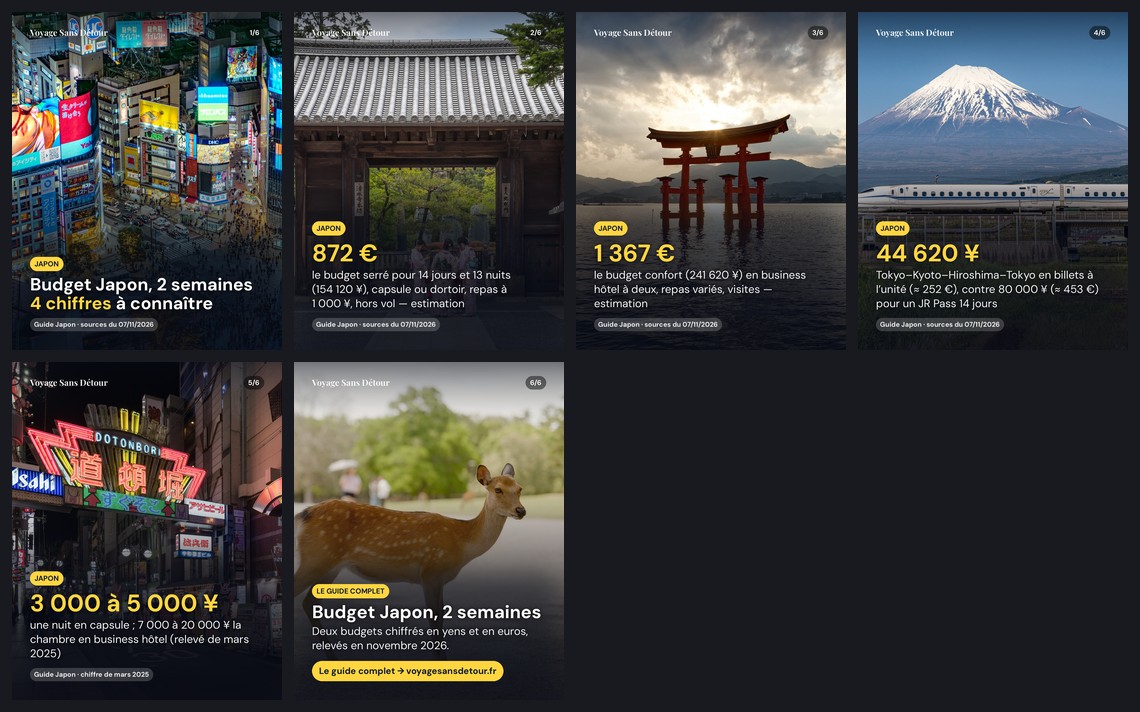 Voyage Sans Détour
1/6
DHC
JAPON
Budget Japon, 2 semaines
4 chiffres à connaître
Guide Japon · sources du 07/11/2026
Voyage Sans Détour
2/6
JAPON
872 €
le budget serré pour 14 jours et 13 nuits
(154 120 ¥), capsule ou dortoir, repas à
1 000 ¥, hors vol — estimation
Guide Japon · sources du 07/11/2026
Voyage Sans Détour
3/6
JAPON
1 367 €
le budget confort (241 620 ¥) en business
hôtel à deux, repas variés, visites —
estimation
Guide Japon · sources du 07/11/2026
Voyage Sans Détour
4/6
JAPON
44 620 ¥
Tokyo–Kyoto–Hiroshima–Tokyo en billets à
l'unité (≈ 252 €), contre 80 000 ¥ (≈ 453 €)
pour un JR Pass 14 jours
Guide Japon · sources du 07/11/2026
Voyage Sans Détour
5/6
DOTONBORI
道頓堀
Asahi
アサヒビール
JAPON
3 000 à 5 000 ¥
une nuit en capsule ; 7 000 à 20 000 ¥ la
chambre en business hôtel (relevé de mars
2025)
Guide Japon · chiffre de mars 2025
Voyage Sans Détour
6/6
LE GUIDE COMPLET
Budget Japon, 2 semaines
Deux budgets chiffrés en yens et en euros,
relevés en novembre 2026.
Le guide complet → voyagesansdetour.fr